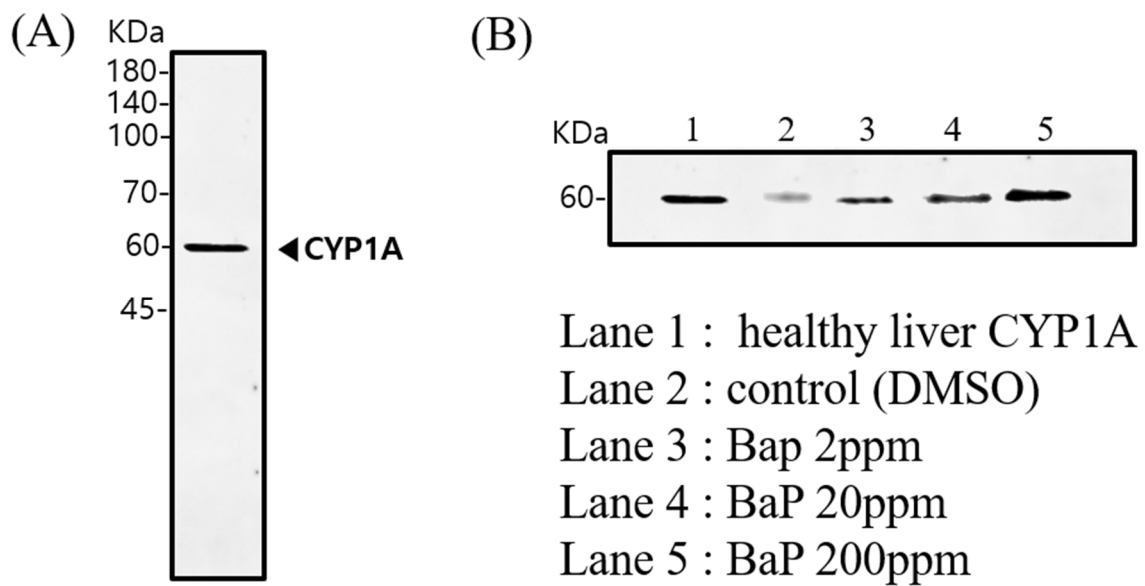 (A)
KDa
180-
140-
100-
70-
60-
45-
◀CYP1A
(B)
KDa 1 2 3 4 5
60-
Lane 1 : healthy liver CYP1A
Lane 2 : control (DMSO)
Lane 3 : Bap 2ppm
Lane 4 : BaP 20ppm
Lane 5 : BaP 200ppm